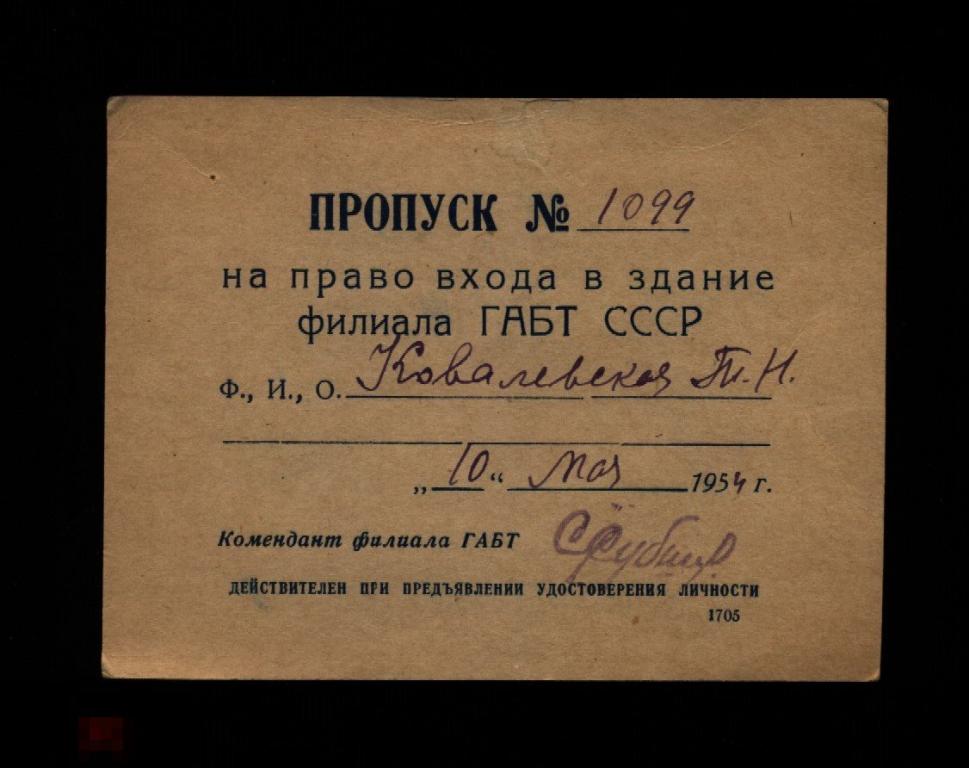 ПРОПУСК № 1099
на право входа в здание
филиала ГАБТ СССР
Ф., И., О. Ковалевская Т. Н.
„10“ мая 1954 г.
Комендант филиала ГАБТ
ДЕЙСТВИТЕЛЕН ПРИ ПРЕДЪЯВЛЕНИИ УДОСТОВЕРЕНИЯ ЛИЧНОСТИ
1705